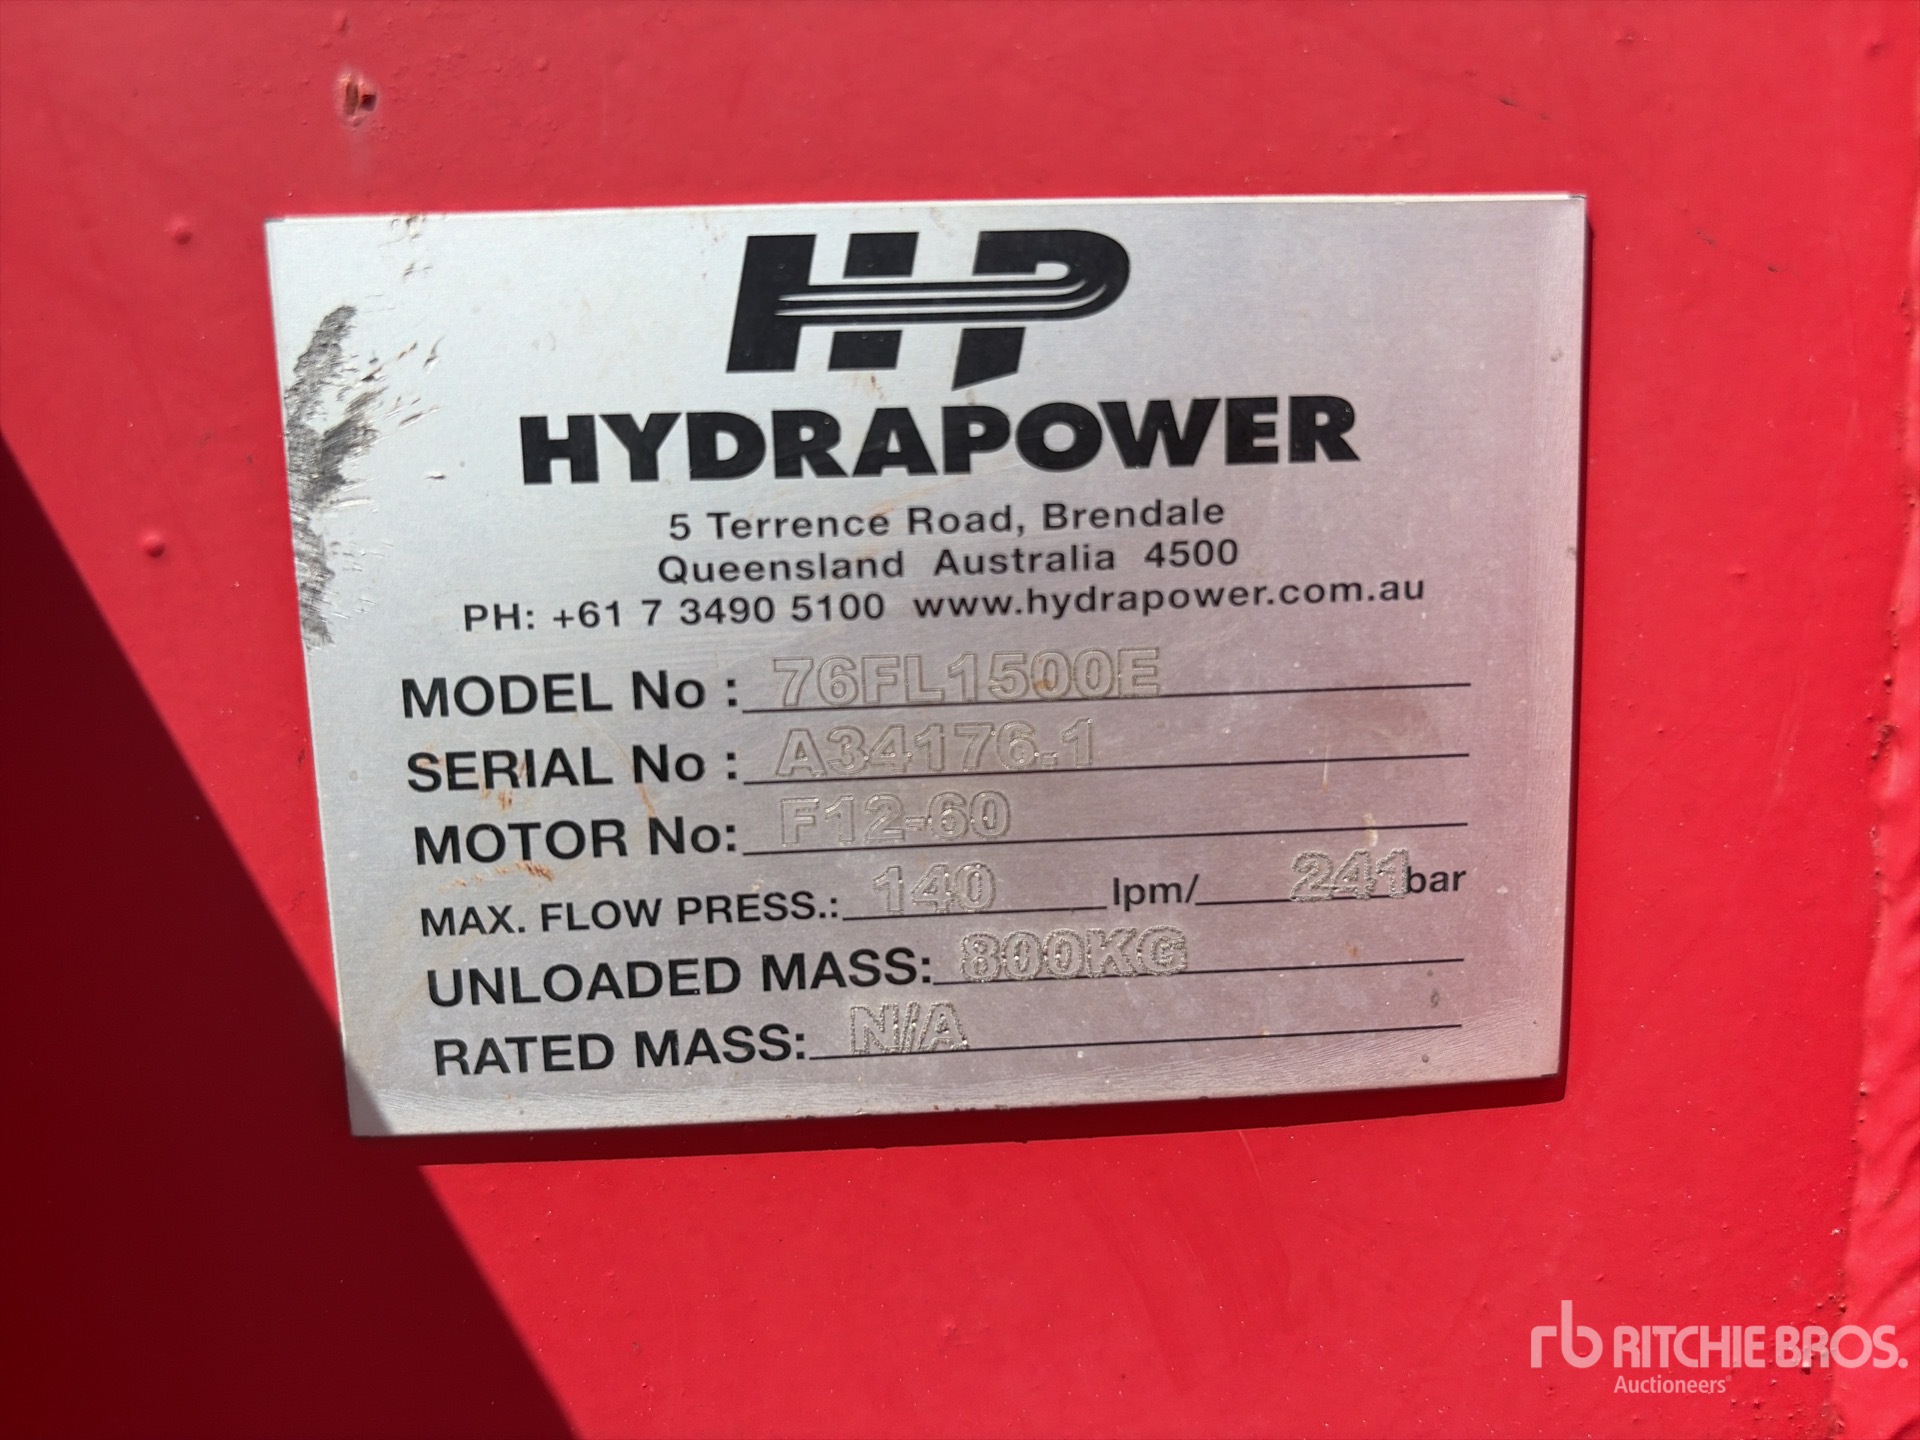 HP
HYDRAPOWER
5 Terrence Road, Brendale
Queensland Australia 4500
PH: +61 7 3490 5100 www.hydrapower.com.au
MODEL No : 76FL1500E
SERIAL No : A34176.1
MOTOR No: F12-60
MAX. FLOW PRESS.: 140 lpm/ 241 bar
UNLOADED MASS: 800KG
RATED MASS: N/A
rb RITCHIE BROS.
Auctioneers